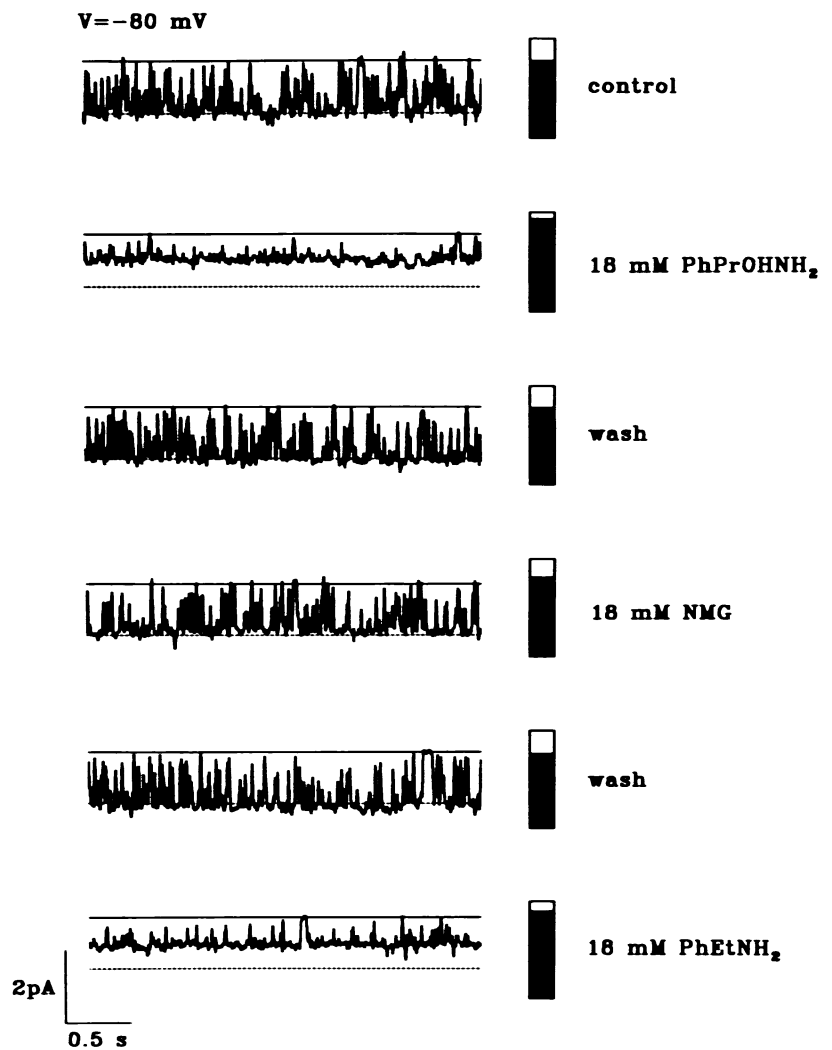 V=-80 mV
control
18 mM PhPrOHNH₂
wash
18 mM NMG
wash
18 mM PhEtNH₂
2pA
0.5 s